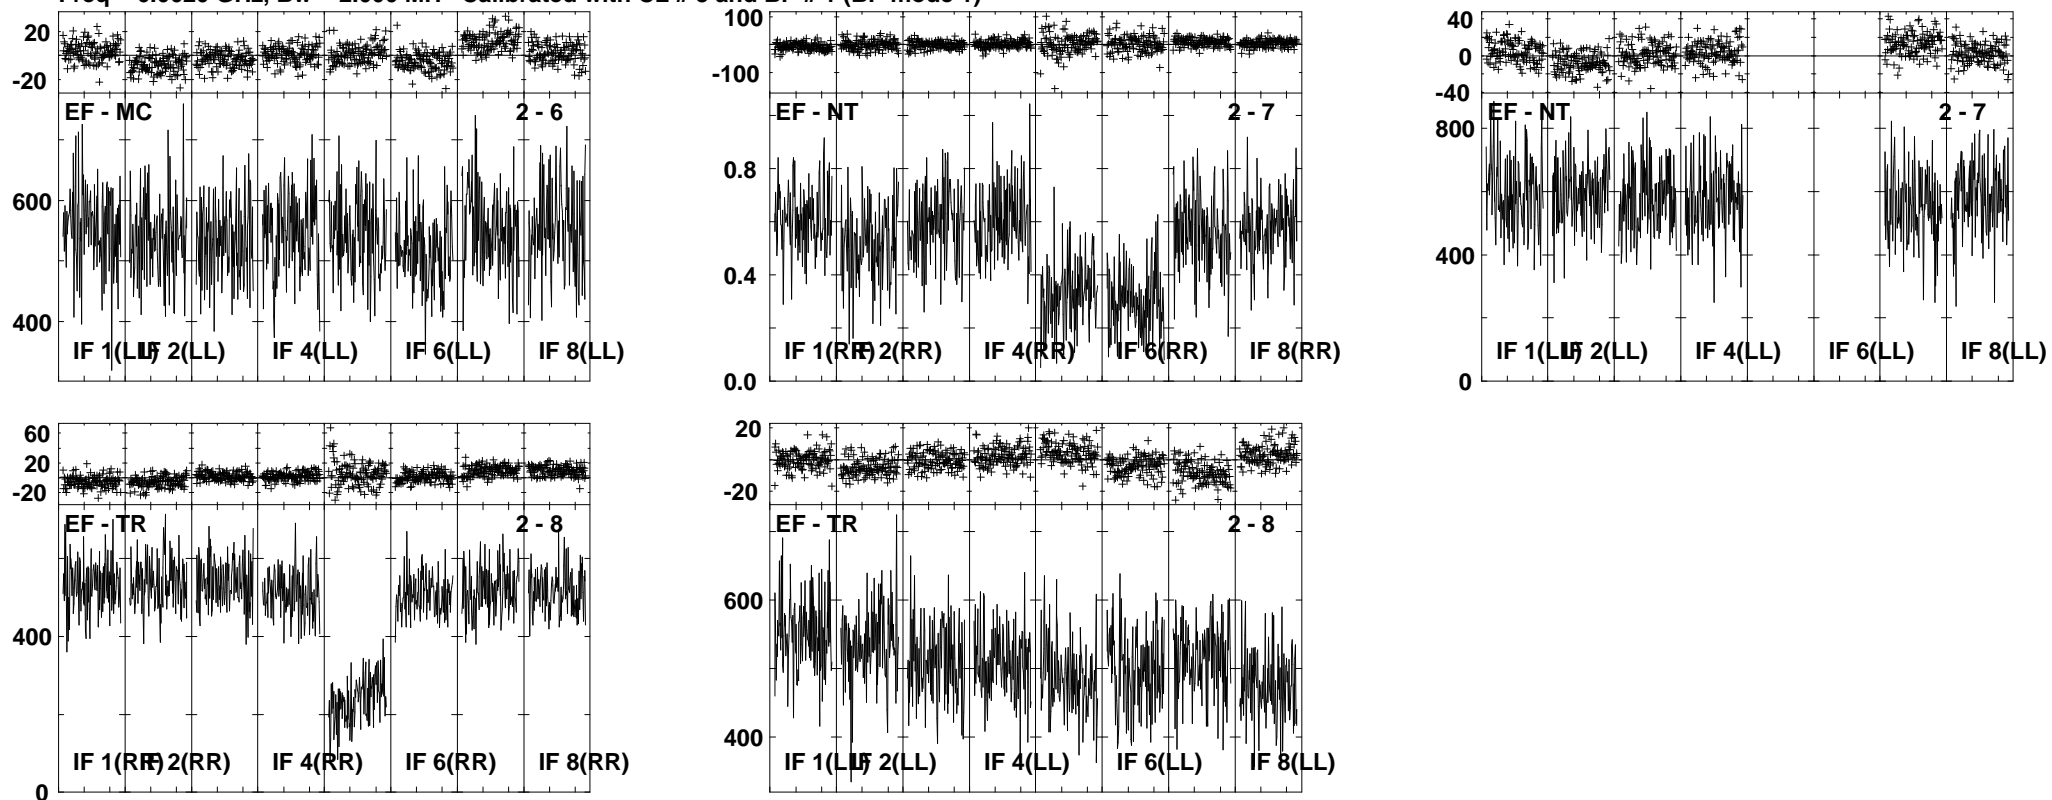 20
-20
EF - MC
2 - 6
600
400
IF 1(LL) IF 2(LL) IF 4(LL) IF 6(LL) IF 8(LL)
100
-100
EF - NT
2 - 7
0.8
0.4
0.0
IF 1(RR) IF 2(RR) IF 4(RR) IF 6(RR) IF 8(RR)
40
0
-40
EF - NT
2 - 7
800
400
0
IF 1(LL) IF 2(LL) IF 4(LL) IF 6(LL) IF 8(LL)
60
20
-20
EF - TR
2 - 8
400
0
IF 1(RR) IF 2(RR) IF 4(RR) IF 6(RR) IF 8(RR)
20
-20
EF - TR
2 - 8
600
400
IF 1(LL) IF 2(LL) IF 4(LL) IF 6(LL) IF 8(LL)